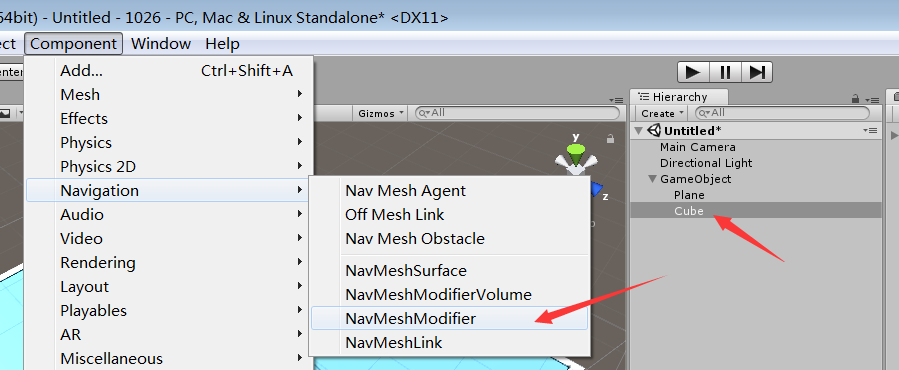 64bit) - Untitled - 1026 - PC, Mac & Linux Standalone* <DX11>
ct Component Window Help
enter
Add... Ctrl+Shift+A
Mesh
Effects
Physics
Physics 2D
Navigation
Audio
Video
Rendering
Layout
Playables
AR
Miscellaneous
Nav Mesh Agent
Off Mesh Link
Nav Mesh Obstacle
NavMeshSurface
NavMeshModifierVolume
NavMeshModifier
NavMeshLink
Gizmos All
y
z
Hierarchy
Create All
Untitled*
Main Camera
Directional Light
GameObject
Plane
Cube